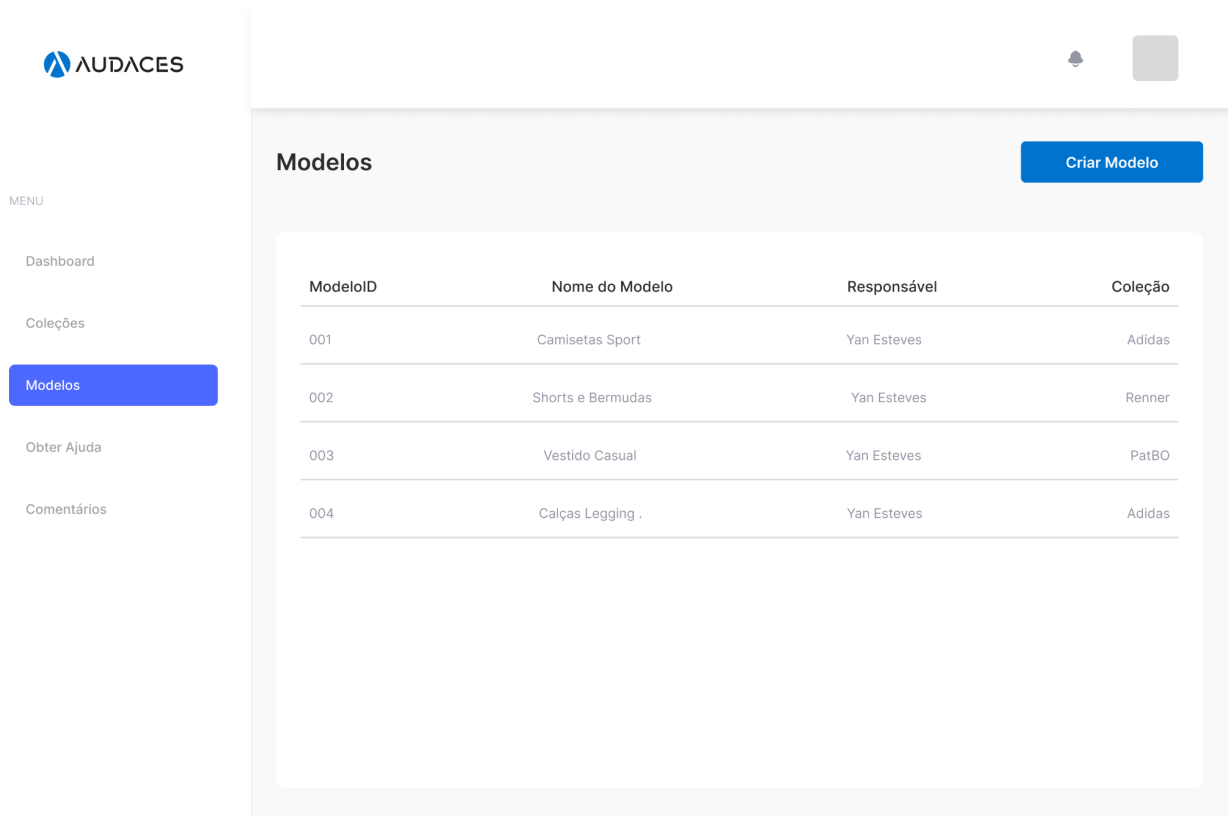 AUDACES
MENU
Dashboard
Coleções
Modelos
Obter Ajuda
Comentários
Modelos
Criar Modelo
ModeloID Nome do Modelo Responsável Coleção
001 Camisetas Sport Yan Esteves Adidas
002 Shorts e Bermudas Yan Esteves Renner
003 Vestido Casual Yan Esteves PatBO
004 Calças Legging . Yan Esteves Adidas